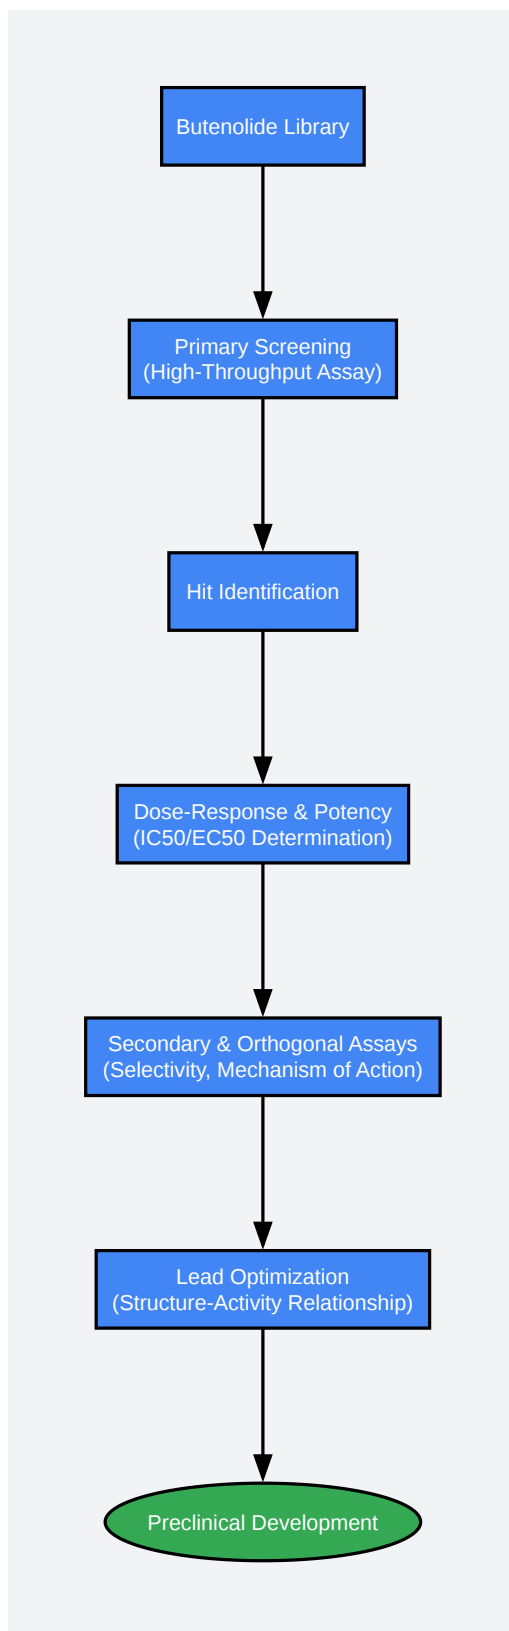 Butenolide Library
Primary Screening
(High-Throughput Assay)
Hit Identification
Dose-Response & Potency
(IC50/EC50 Determination)
Secondary & Orthogonal Assays
(Selectivity, Mechanism of Action)
Lead Optimization
(Structure-Activity Relationship)
Preclinical Development